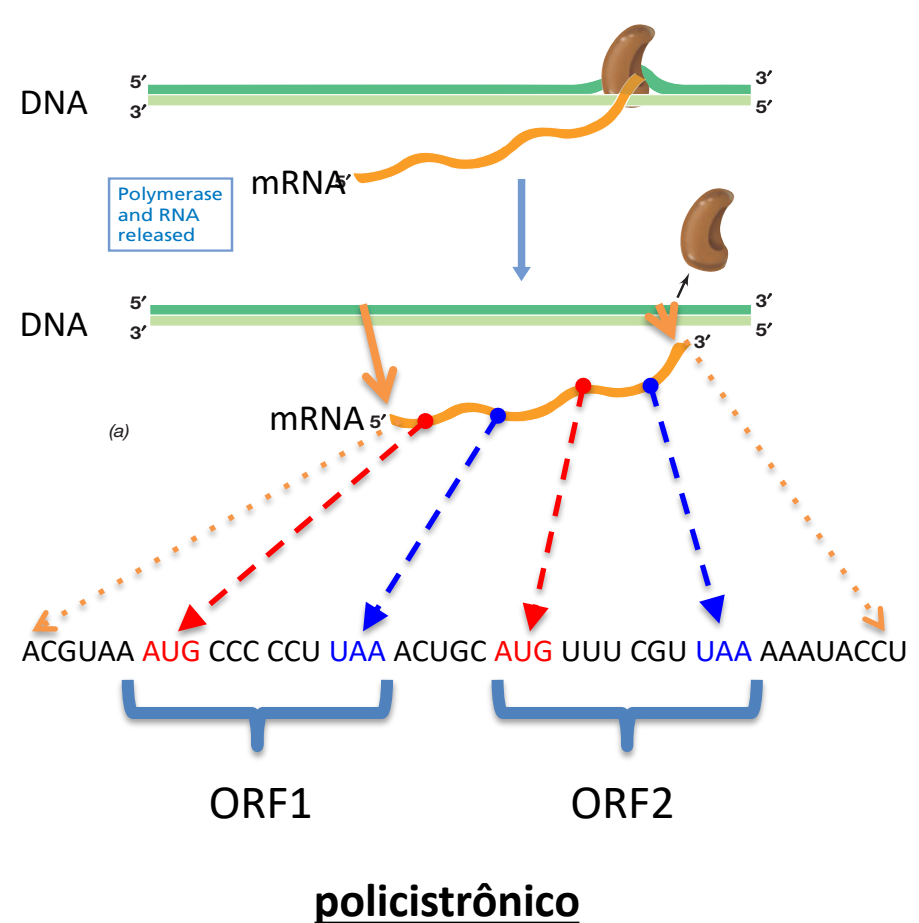 5′ 3′
DNA
3′ 5′
mRNA 5′
Polymerase
and RNA
released
5′ 3′
DNA
3′ 5′
3′
mRNA 5′
(a)
ACGUAA AUG CCC CCU UAA ACUGC AUG UUU CGU UAA AAAUACCU
ORF1 ORF2
policistrônico